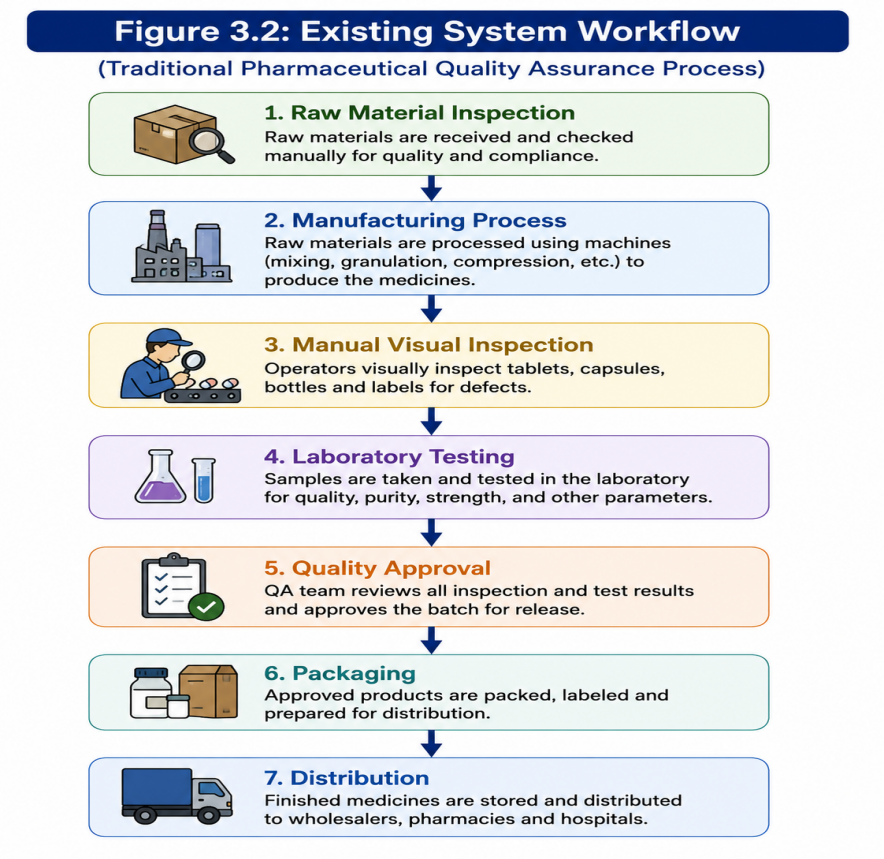 Figure 3.2: Existing System Workflow
(Traditional Pharmaceutical Quality Assurance Process)
1. Raw Material Inspection
Raw materials are received and checked
manually for quality and compliance.
2. Manufacturing Process
Raw materials are processed using machines
(mixing, granulation, compression, etc.) to
produce the medicines.
3. Manual Visual Inspection
Operators visually inspect tablets, capsules,
bottles and labels for defects.
4. Laboratory Testing
Samples are taken and tested in the laboratory
for quality, purity, strength, and other parameters.
5. Quality Approval
QA team reviews all inspection and test results
and approves the batch for release.
6. Packaging
Approved products are packed, labeled and
prepared for distribution.
7. Distribution
Finished medicines are stored and distributed
to wholesalers, pharmacies and hospitals.